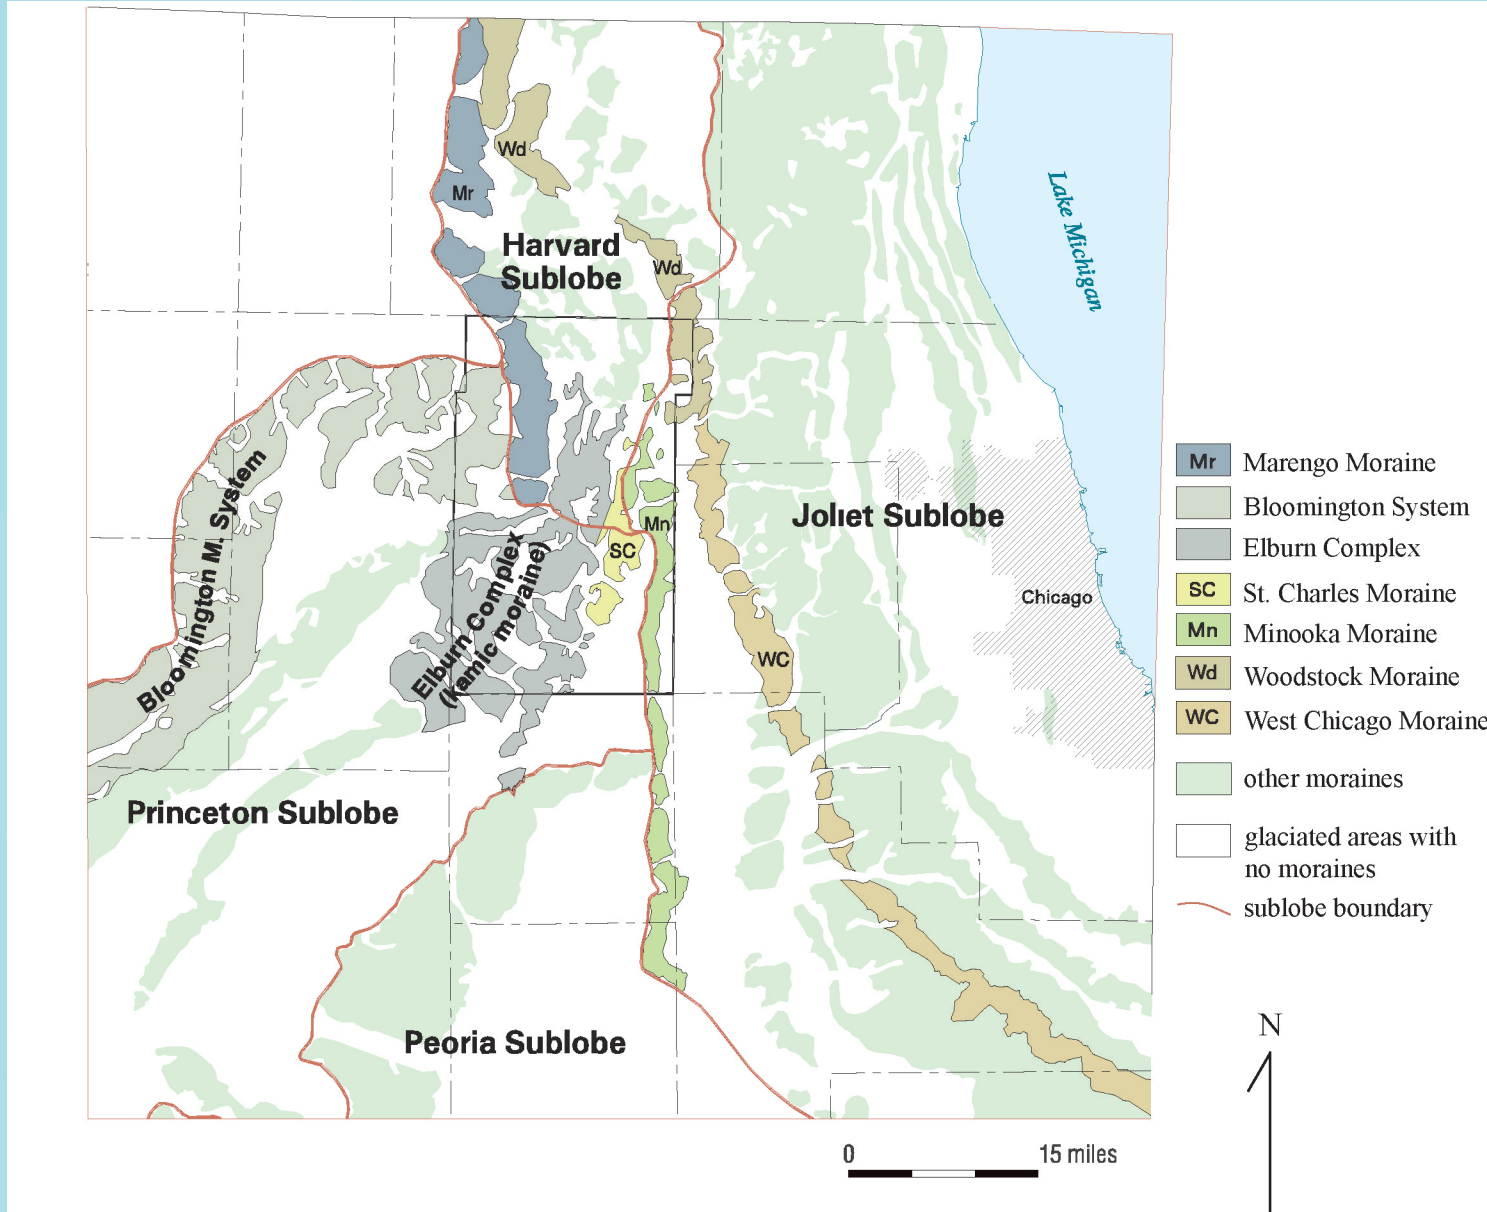 Wd
Mr
Harvard
Sublobe
Wd
Lake Michigan
Bloomington M. System
Mn
Jolıet Sublobe
SC
Elburn Complex
(kamic moraine)
Chicago
WC
Princeton Sublobe
Peoria Sublobe
Mr Marengo Moraine
Bloomington System
Elburn Complex
SC St. Charles Moraine
Mn Minooka Moraine
Wd Woodstock Moraine
WC West Chicago Moraine
other moraines
glaciated areas with
no moraines
sublobe boundary
N
0 15 miles